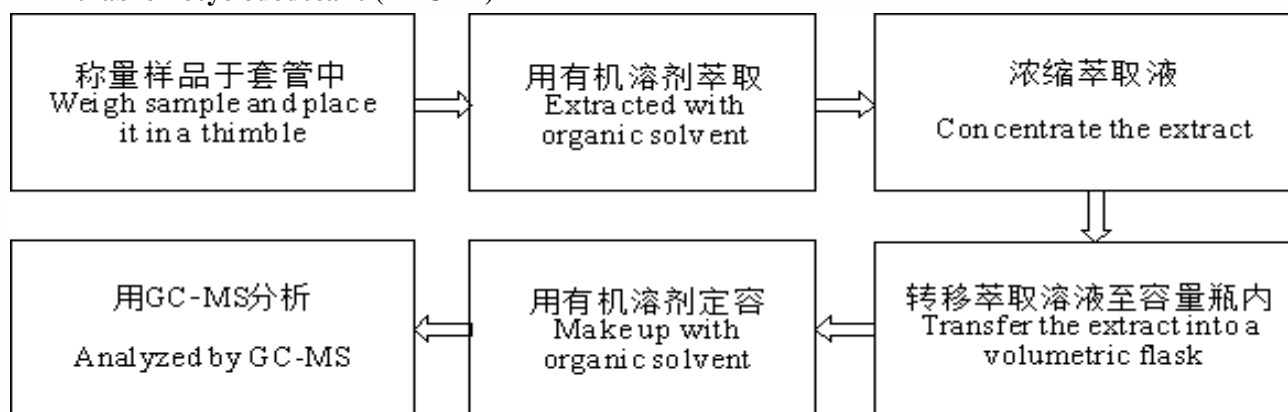 称量样品于套管中
Weigh sample and place
it in a thimble
用有机溶剂萃取
Extracted with
organic solvent
浓缩萃取液
Concentrate the extract
转移萃取溶液至容量瓶内
Transfer the extract into a
volumetric flask
用有机溶剂定容
Make up with
organic solvent
用GC-MS分析
Analyzed by GC-MS